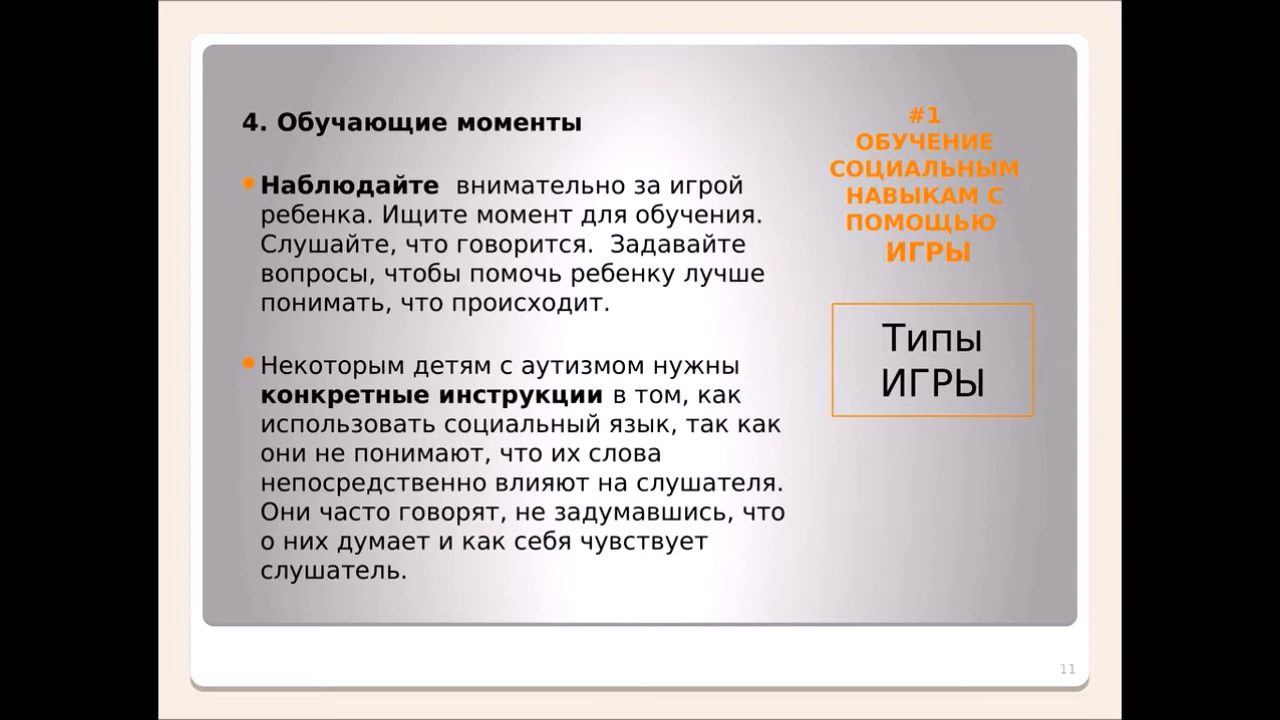 4. Обучающие моменты
Наблюдайте внимательно за игрой
ребенка. Ищите момент для обучения.
Слушайте, что говорится. Задавайте
вопросы, чтобы помочь ребенку лучше
понимать, что происходит.
Некоторым детям с аутизмом нужны
конкретные инструкции в том, как
использовать социальный язык, так как
они не понимают, что их слова
непосредственно влияют на слушателя.
Они часто говорят, не задумавшись, что
о них думает и как себя чувствует
слушатель.
#1
ОБУЧЕНИЕ
СОЦИАЛЬНЫМ
НАВЫКАМ С
ПОМОЩЬЮ
ИГРЫ
Типы
ИГРЫ
11